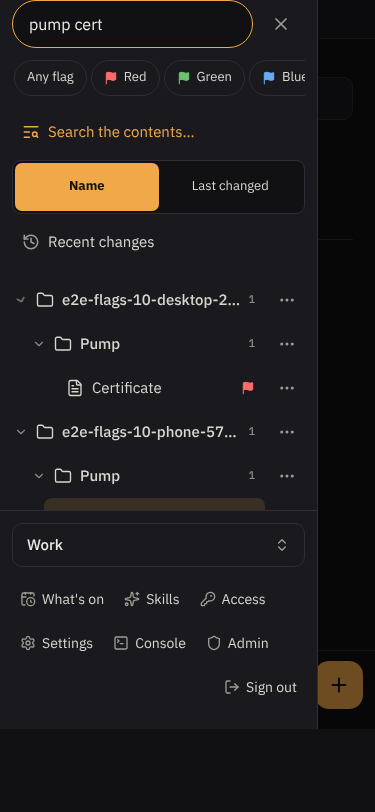 pump cert
Any flag Red Green Blue
Search the contents...
Name Last changed
Recent changes
e2e-flags-10-desktop-2... 1
Pump 1
Certificate
e2e-flags-10-phone-57... 1
Pump 1
Work
What's on Skills Access
Settings Console Admin
Sign out